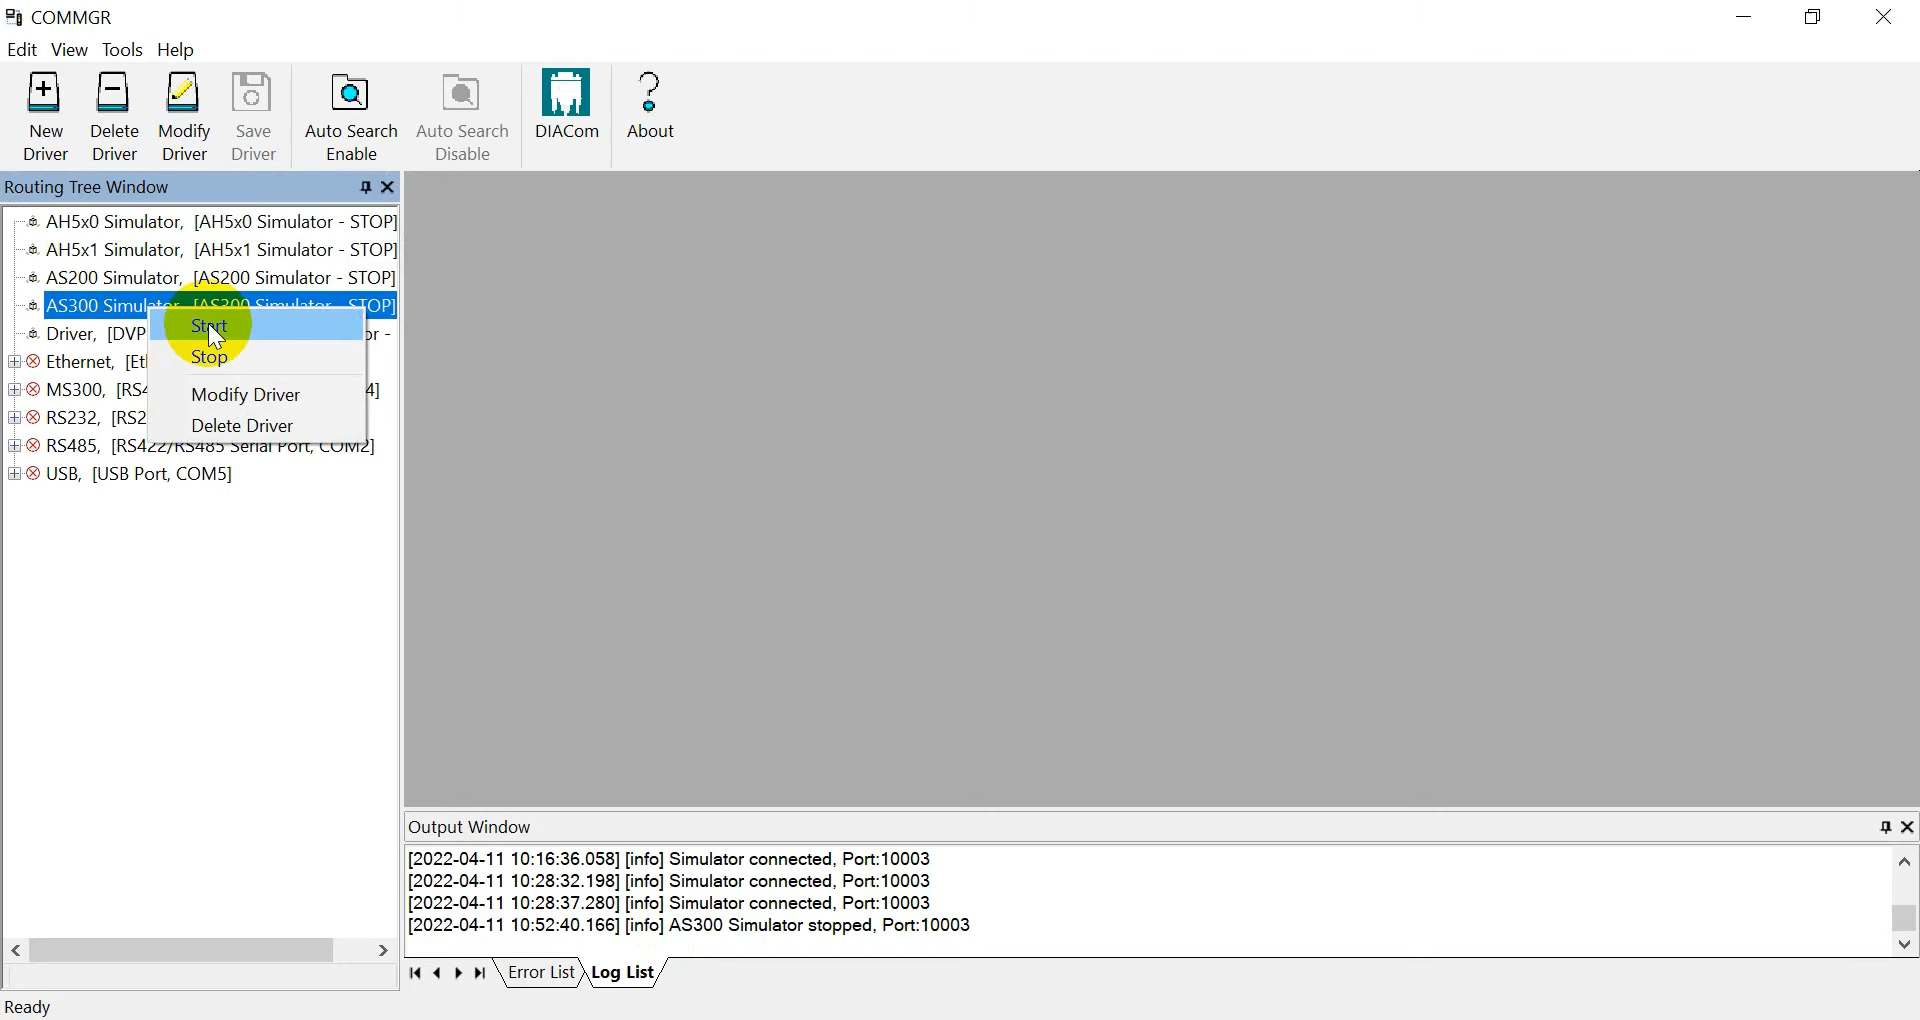 COMMGR
Edit View Tools Help
New Driver
Delete Driver
Modify Driver
Save Driver
Auto Search Enable
Auto Search Disable
DIACom
About
Routing Tree Window
AH5x0 Simulator, [AH5x0 Simulator - STOP]
AH5x1 Simulator, [AH5x1 Simulator - STOP]
AS200 Simulator, [AS200 Simulator - STOP]
AS300 Simulator, [AS300 Simulator - STOP]
Start
Driver, [DVP
Stop
Ethernet,
MS300,
Modify Driver
RS232,
Delete Driver
RS485, [RS422/RS485 Serial Port, COM2]
USB, [USB Port, COM5]
Output Window
[2022-04-11 10:16:36.058] [info] Simulator connected, Port:10003
[2022-04-11 10:28:32.198] [info] Simulator connected, Port:10003
[2022-04-11 10:28:37.280] [info] Simulator connected, Port:10003
[2022-04-11 10:52:40.166] [info] AS300 Simulator stopped, Port:10003
Error List Log List
Ready